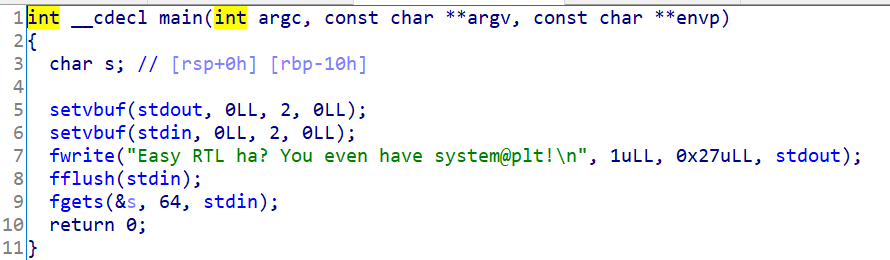 1 int __cdecl main(int argc, const char **argv, const char **envp)
2 {
3   char s; // [rsp+0h] [rbp-10h]
4
5   setvbuf(stdout, 0LL, 2, 0LL);
6   setvbuf(stdin, 0LL, 2, 0LL);
7   fwrite("Easy RTL ha? You even have system@plt!\n", 1uLL, 0x27uLL, stdout);
8   fflush(stdin);
9   fgets(&s, 64, stdin);
10   return 0;
11 }